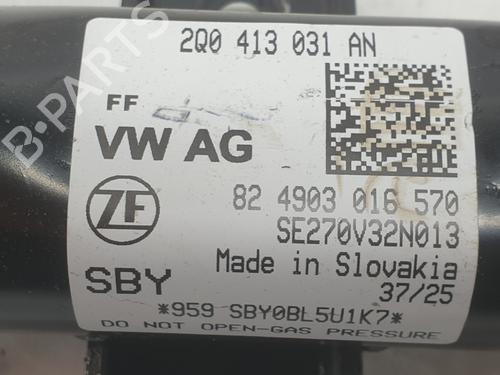 2Q0 413 031 AN
FF
VW AG
ZF
82 4903 016 570
SE270V32N013
Made in Slovakia
SBY
37/25
*959 SBY0BL5U1K7*
DO NOT OPEN-GAS PRESSURE